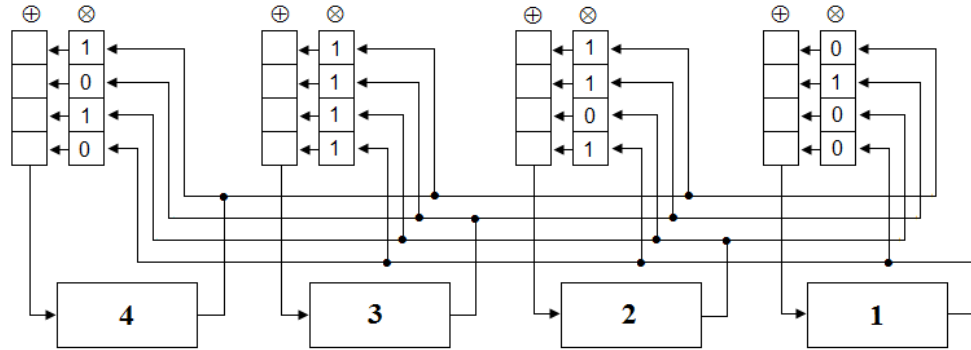 ⊕ ⊗ ⊕ ⊗ ⊕ ⊗ ⊕ ⊗
1 1 1 0
0 1 1 1
1 1 0 0
0 1 1 0
4 3 2 1